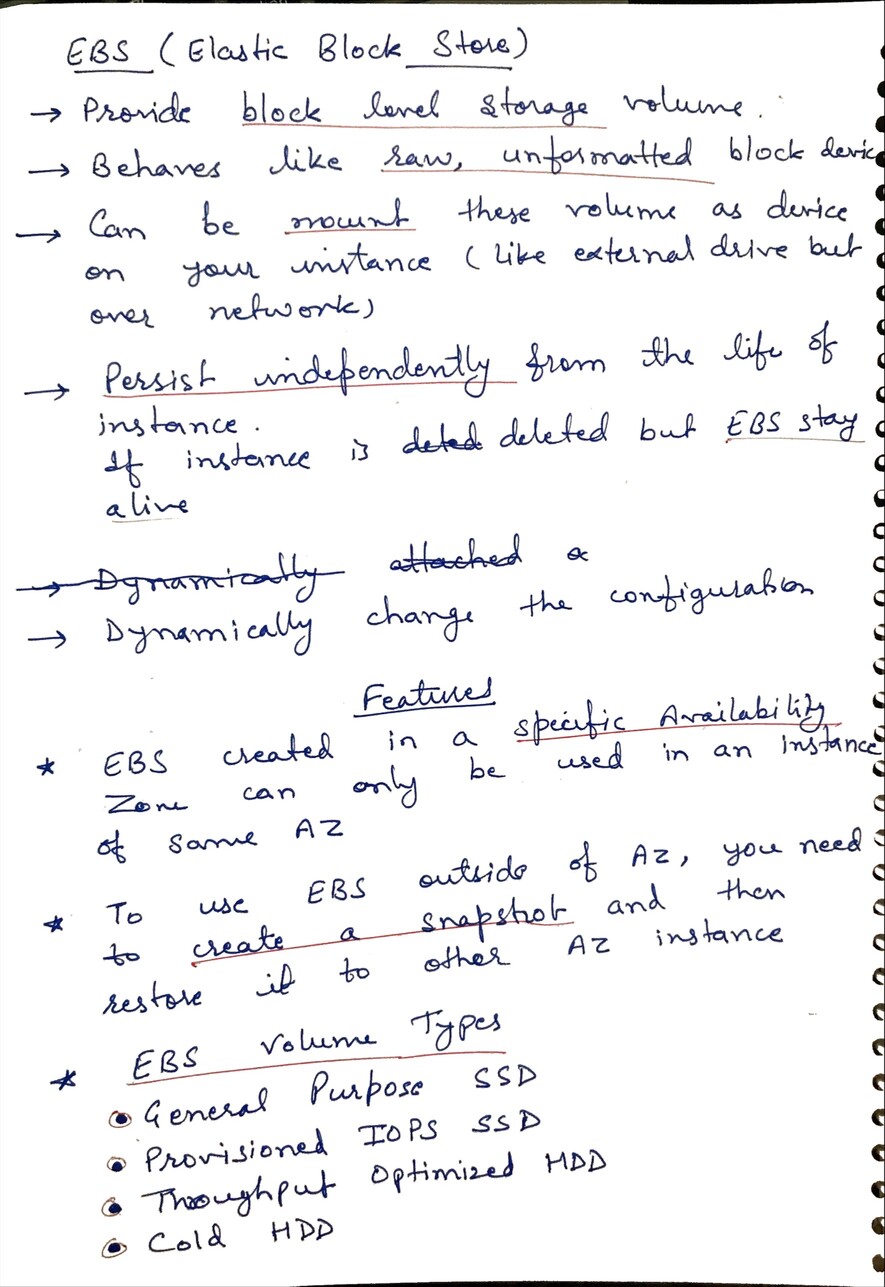 EBS (Elastic Block Store)
→ Provide block level storage volume.
→ Behaves like raw, unformatted block devic
→ Can be mount these volume as device
on your instance (like external drive but
over network)
→ Persist independently from the life of
instance.
If instance is deted deleted but EBS stay
alive
→ Dynamically attached a
→ Dynamically change the configuration
Features
* EBS created in a specific Availability
Zone can only be used in an instance
of same AZ
* To use EBS outside of AZ, you need
to create a snapshot and then
restore it to other AZ instance
* EBS volume Types
• General Purpose SSD
• Provisioned IOPS SSD
• Throughput Optimized HDD
• Cold HDD